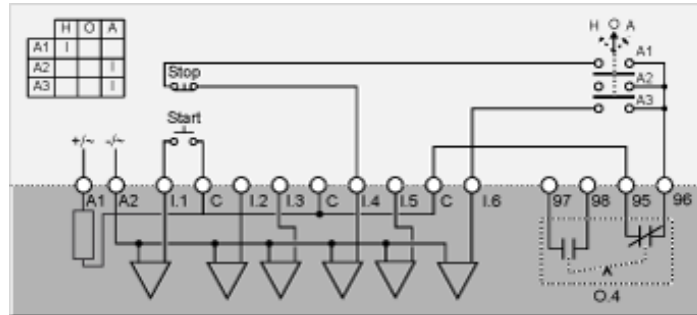 H O A
A1 I
A2 I
A3 I
H O A
A1
A2
A3
Stop
Start
+/~ -/~
A1 A2 I.1 C I.2 I.3 C I.4 I.5 C I.6 97 98 95 96
O.4